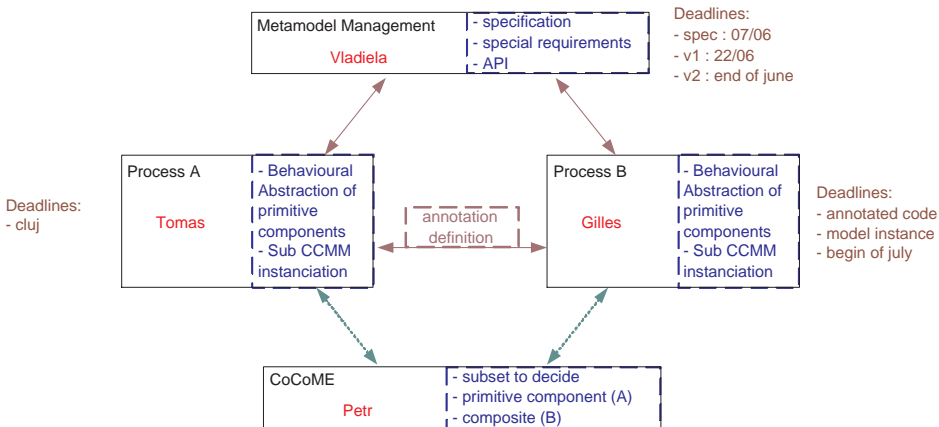 Metamodel Management
Vladiela
- specification
- special requirements
- API
Deadlines:
- spec : 07/06
- v1 : 22/06
- v2 : end of june
Process A
Tomas
- Behavioural
Abstraction of
primitive
components
- Sub CCMM
instanciation
Deadlines:
- cluj
annotation
definition
Process B
Gilles
- Behavioural
Abstraction of
primitive
components
- Sub CCMM
instanciation
Deadlines:
- annotated code
- model instance
- begin of july
CoCoME
Petr
- subset to decide
- primitive component (A)
- composite (B)